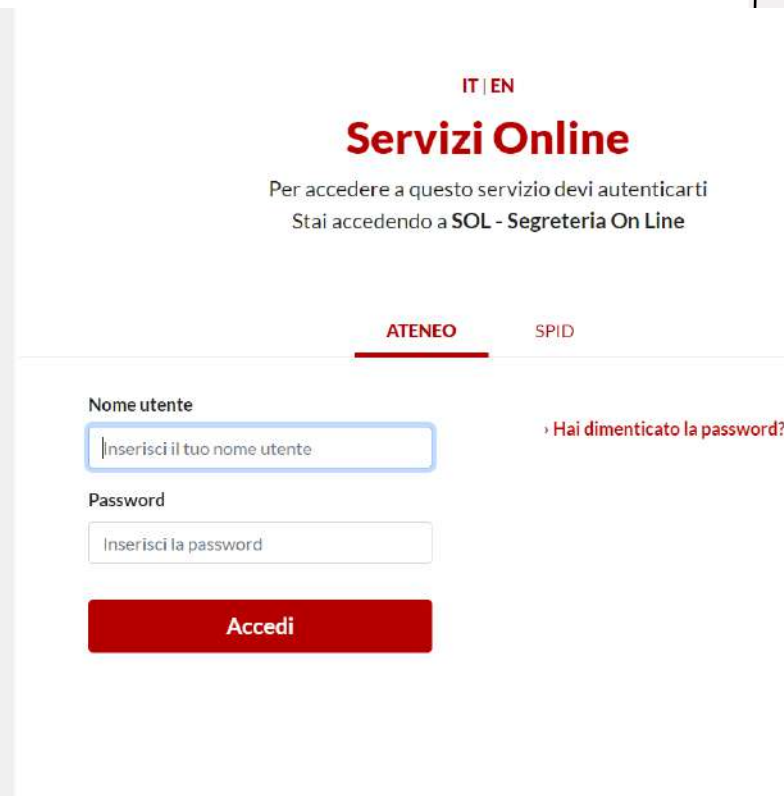 IT | EN
Servizi Online
Per accedere a questo servizio devi autenticarti
Stai accedendo a SOL - Segreteria On Line
ATENEO SPID
Nome utente
Inserisci il tuo nome utente
› Hai dimenticato la password?
Password
Inserisci la password
Accedi